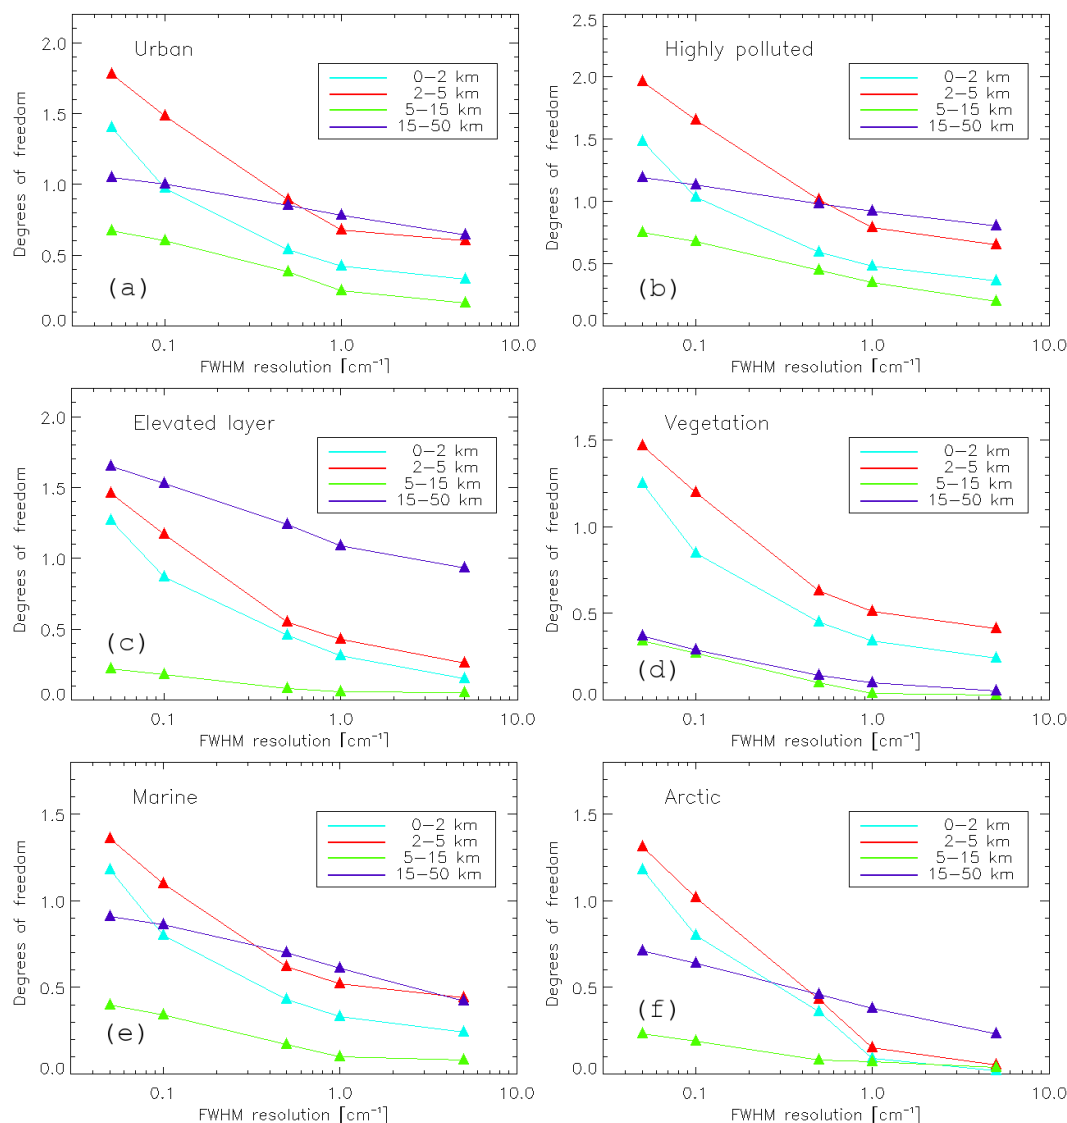 Urban
0-2 km
2-5 km
5-15 km
15-50 km
2.0
1.5
1.0
0.5
0.0
Degrees of freedom
(a)
0.1 1.0 10.0
FWHM resolution [cm⁻¹]
Highly polluted
0-2 km
2-5 km
5-15 km
15-50 km
2.5
2.0
1.5
1.0
0.5
0.0
Degrees of freedom
(b)
0.1 1.0 10.0
FWHM resolution [cm⁻¹]
Elevated layer
0-2 km
2-5 km
5-15 km
15-50 km
2.0
1.5
1.0
0.5
0.0
Degrees of freedom
(c)
0.1 1.0 10.0
FWHM resolution [cm⁻¹]
Vegetation
0-2 km
2-5 km
5-15 km
15-50 km
1.5
1.0
0.5
0.0
Degrees of freedom
(d)
0.1 1.0 10.0
FWHM resolution [cm⁻¹]
Marine
0-2 km
2-5 km
5-15 km
15-50 km
1.5
1.0
0.5
0.0
Degrees of freedom
(e)
0.1 1.0 10.0
FWHM resolution [cm⁻¹]
Arctic
0-2 km
2-5 km
5-15 km
15-50 km
1.5
1.0
0.5
0.0
Degrees of freedom
(f)
0.1 1.0 10.0
FWHM resolution [cm⁻¹]